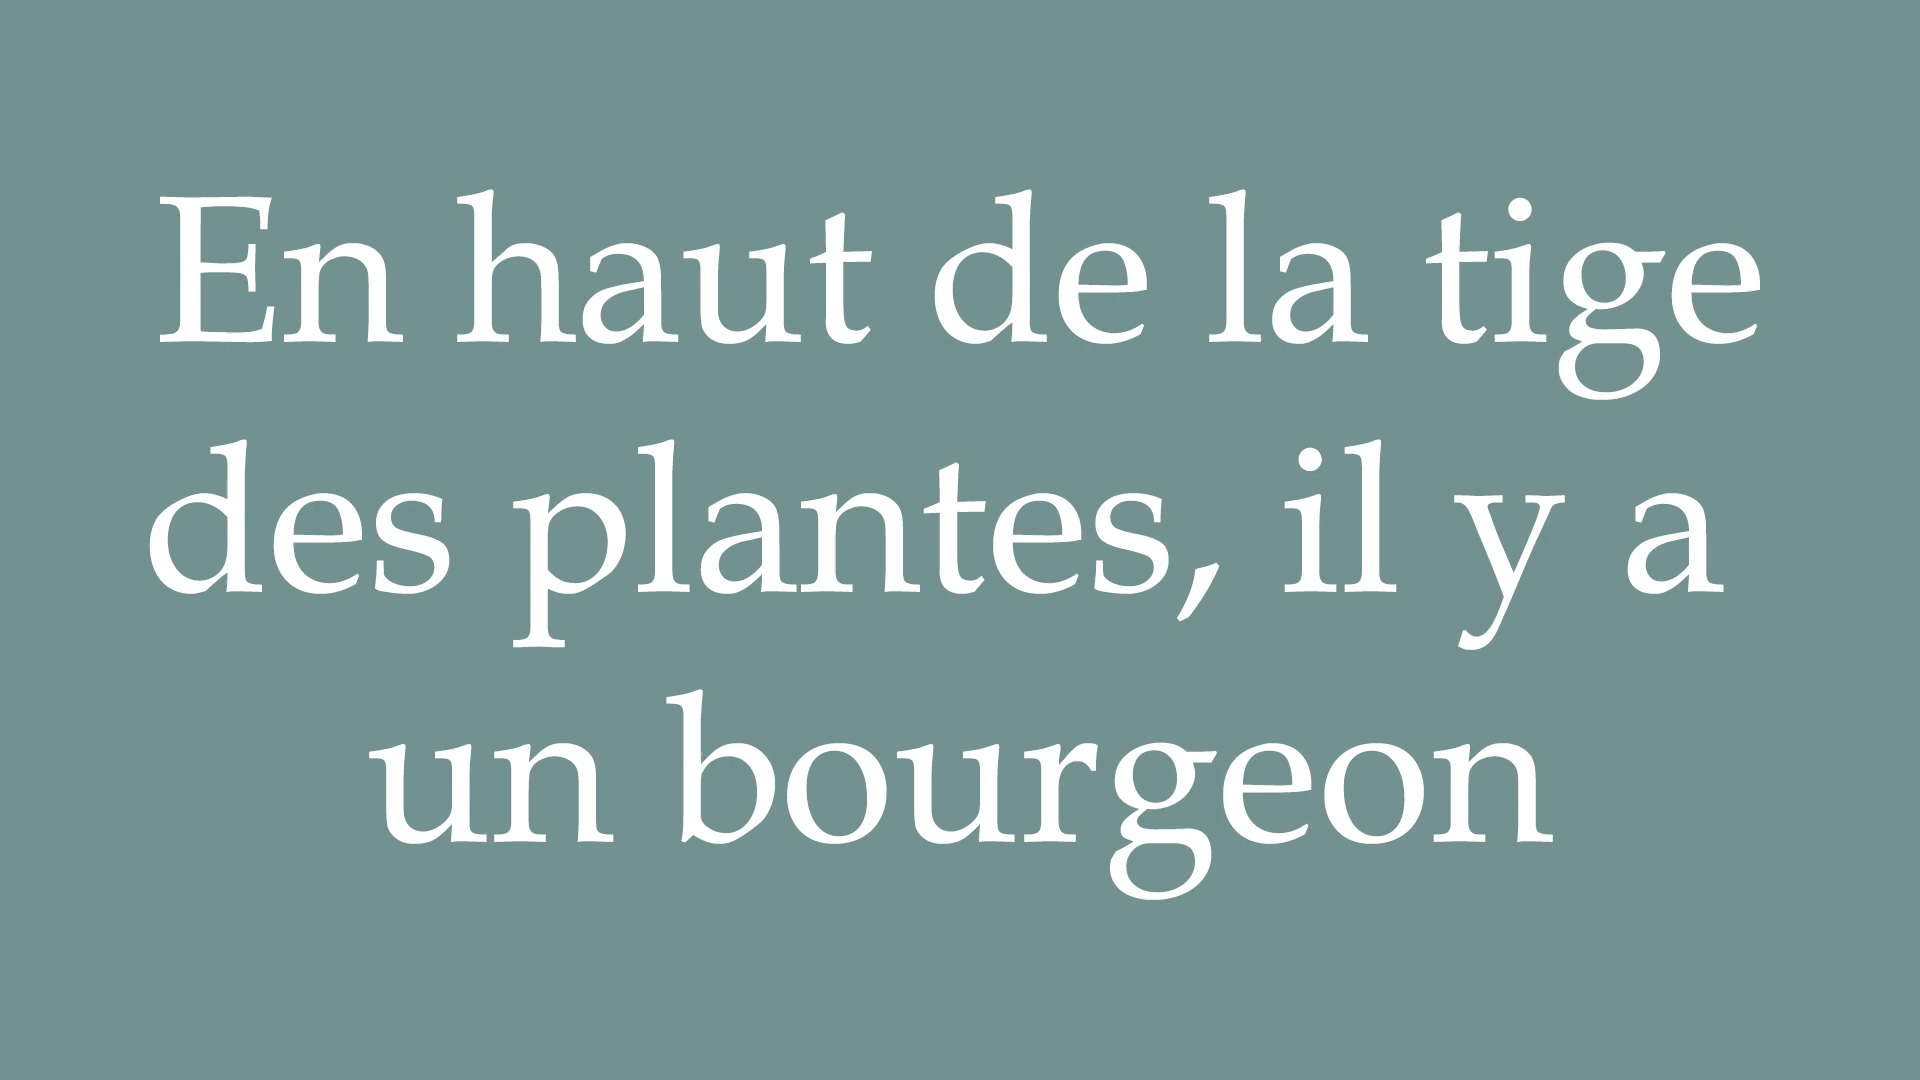 En haut de la tige
des plantes, il y a
un bourgeon